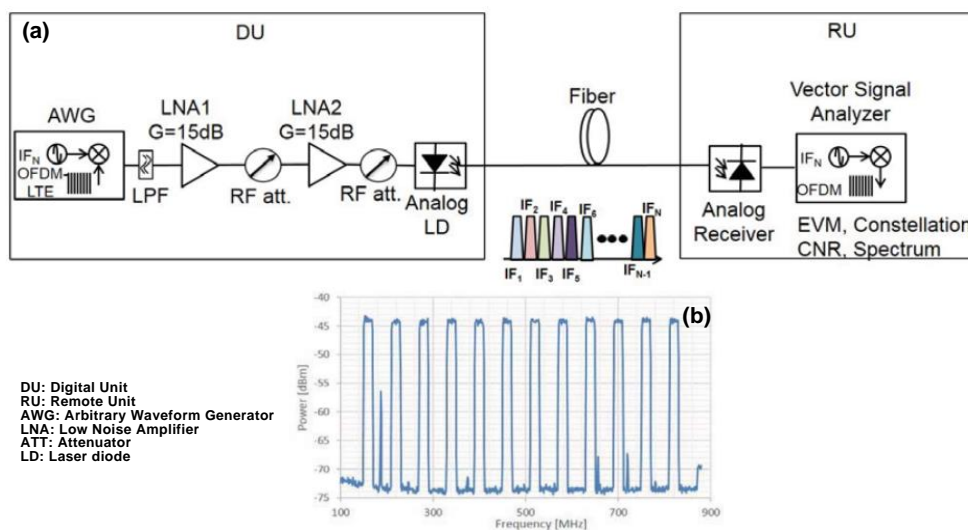 (a)
DU
RU
AWG
LNA1
G=15dB
LNA2
G=15dB
Fiber
Vector Signal
Analyzer
IFN
OFDM
LTE
LPF
RF att.
RF att.
Analog
LD
Analog
Receiver
IFN
OFDM
EVM, Constellation
CNR, Spectrum
IF2 IF4 IF6 IFN
IF1 IF3 IF5 IFN-1
(b)
-40
-45
-50
-55
-60
-65
-70
-75
Power [dBm]
100 300 500 700 900
Frequency [MHz]
DU: Digital Unit
RU: Remote Unit
AWG: Arbitrary Waveform Generator
LNA: Low Noise Amplifier
ATT: Attenuator
LD: Laser diode